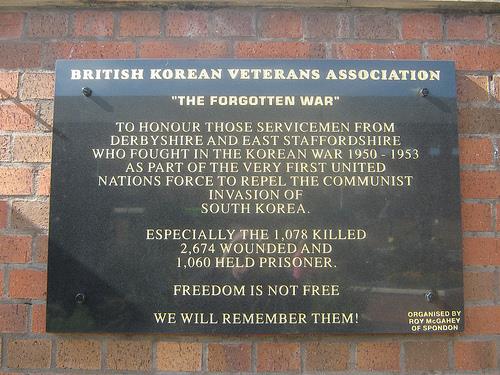 BRITISH KOREAN VETERANS ASSOCIATION
"THE FORGOTTEN WAR"
TO HONOUR THOSE SERVICEMEN FROM
DERBYSHIRE AND EAST STAFFORDSHIRE
WHO FOUGHT IN THE KOREAN WAR 1950 - 1953
AS PART OF THE VERY FIRST UNITED
NATIONS FORCE TO REPEL THE COMMUNIST
INVASION OF
SOUTH KOREA.
ESPECIALLY THE 1,078 KILLED
2,674 WOUNDED AND
1,060 HELD PRISONER.
FREEDOM IS NOT FREE
WE WILL REMEMBER THEM!
ORGANISED BY
ROY McGAHEY
OF SPONDON